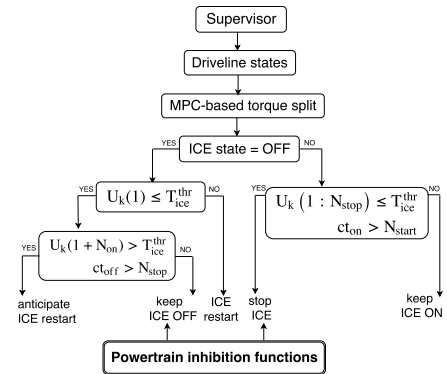 Supervisor
Driveline states
MPC-based torque split
ICE state = OFF
YES
NO
U_k(1) ≤ T_ice^thr
YES
NO
U_k (1 : N_stop) ≤ T_ice^thr
ct_on > N_start
YES
NO
U_k(1 + N_on) > T_ice^thr
ct_off > N_stop
YES
NO
anticipate
ICE restart
keep
ICE OFF
ICE
restart
stop
ICE
keep
ICE ON
Powertrain inhibition functions